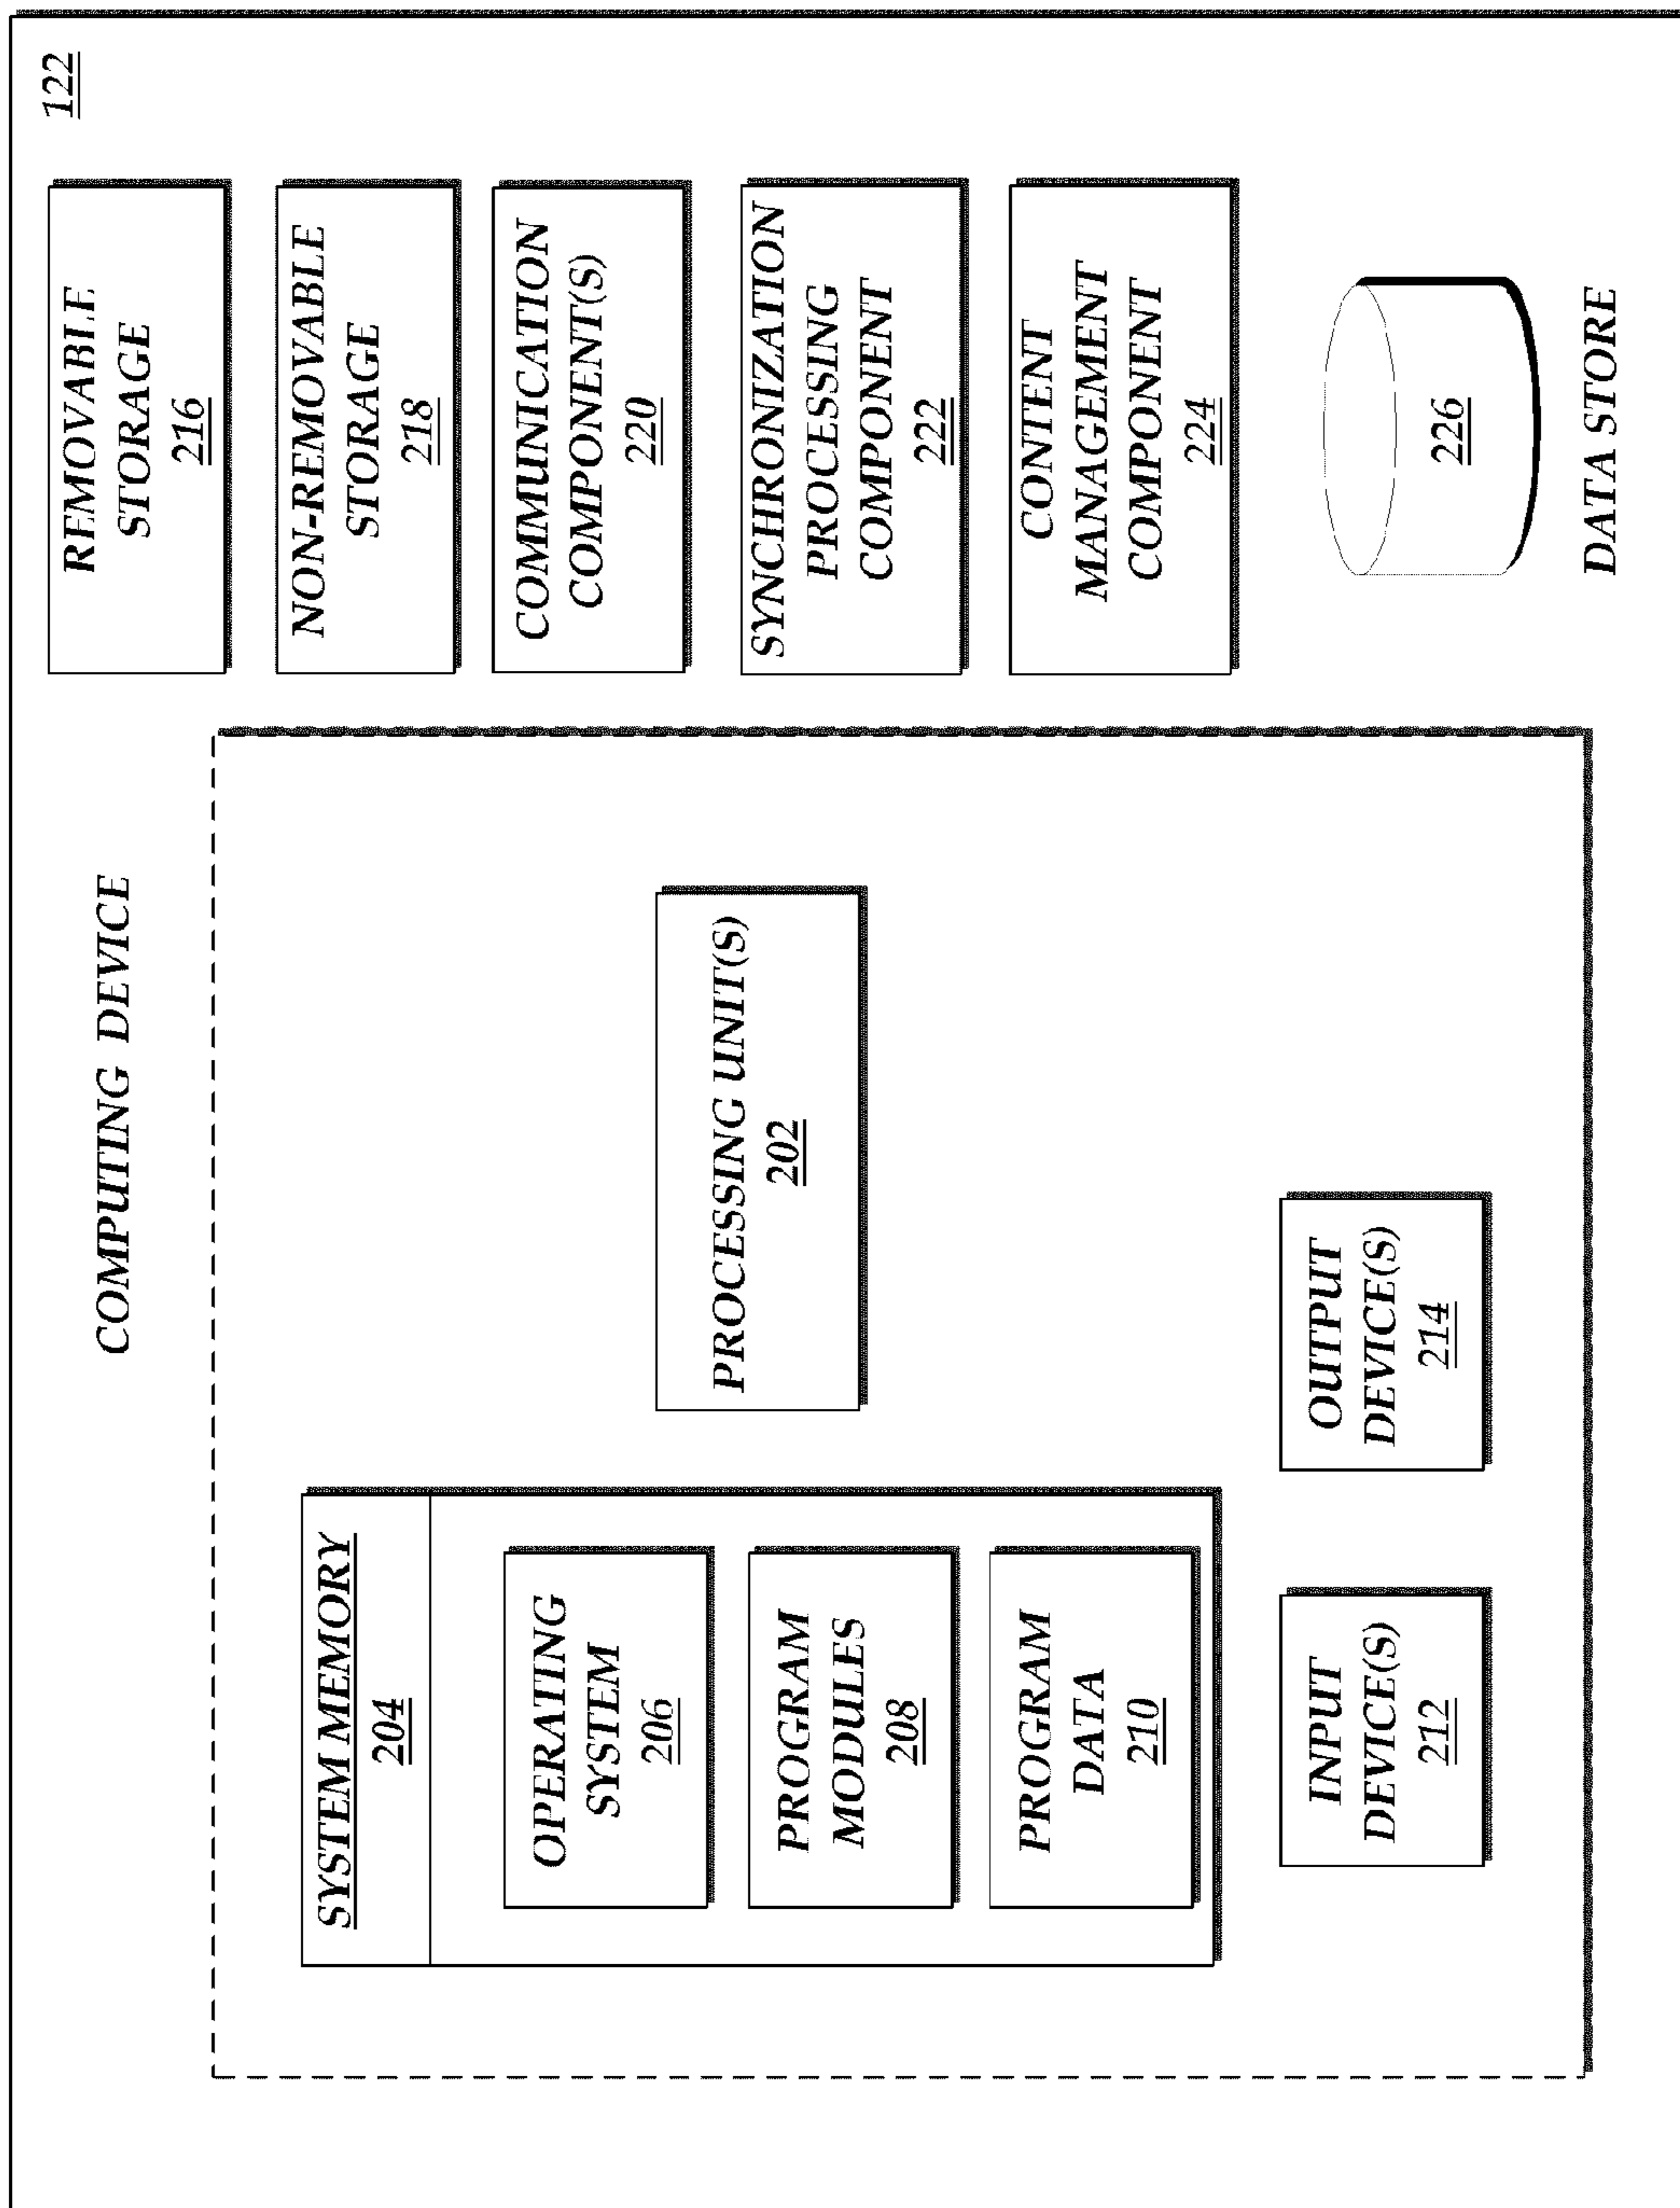 122
COMPUTING DEVICE
SYSTEM MEMORY
204
OPERATING
SYSTEM
206
PROGRAM
MODULES
208
PROGRAM
DATA
210
PROCESSING UNIT(S)
202
INPUT
DEVICE(S)
212
OUTPUT
DEVICE(S)
214
REMOVABLE
STORAGE
216
NON-REMOVABLE
STORAGE
218
COMMUNICATION
COMPONENT(S)
220
SYNCHRONIZATION
PROCESSING
COMPONENT
222
CONTENT
MANAGEMENT
COMPONENT
224
226
DATA STORE